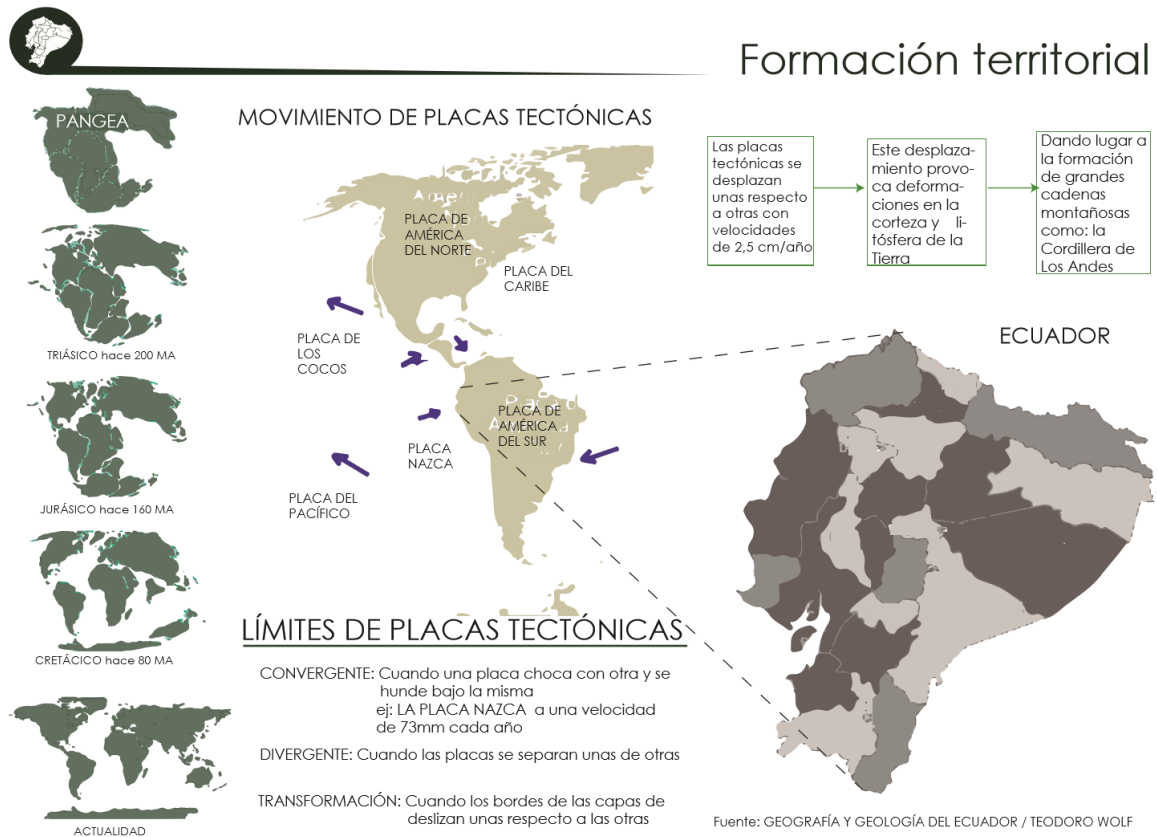 Formación territorial
PANGEA
TRIÁSICO hace 200 MA
JURÁSICO hace 160 MA
CRETÁCICO hace 80 MA
ACTUALIDAD
MOVIMIENTO DE PLACAS TECTÓNICAS
PLACA DE
AMÉRICA
DEL NORTE
PLACA DEL
CARIBE
PLACA DE
LOS
COCOS
PLACA DE
AMÉRICA
DEL SUR
PLACA
NAZCA
PLACA DEL
PACÍFICO
Las placas
tectónicas se
desplazan
unas respecto
a otras con
velocidades
de 2,5 cm/año
Este desplaza-
miento provo-
ca deforma-
ciones en la
corteza y li-
tósfera de la
Tierra
Dando lugar a
la formación
de grandes
cadenas
montañosas
como: la
Cordillera de
Los Andes
ECUADOR
LÍMITES DE PLACAS TECTÓNICAS
CONVERGENTE: Cuando una placa choca con otra y se
hunde bajo la misma
ej: LA PLACA NAZCA a una velocidad
de 73mm cada año
DIVERGENTE: Cuando las placas se separan unas de otras
TRANSFORMACIÓN: Cuando los bordes de las capas de
deslizan unas respecto a las otras
Fuente: GEOGRAFÍA Y GEOLOGÍA DEL ECUADOR / TEODORO WOLF